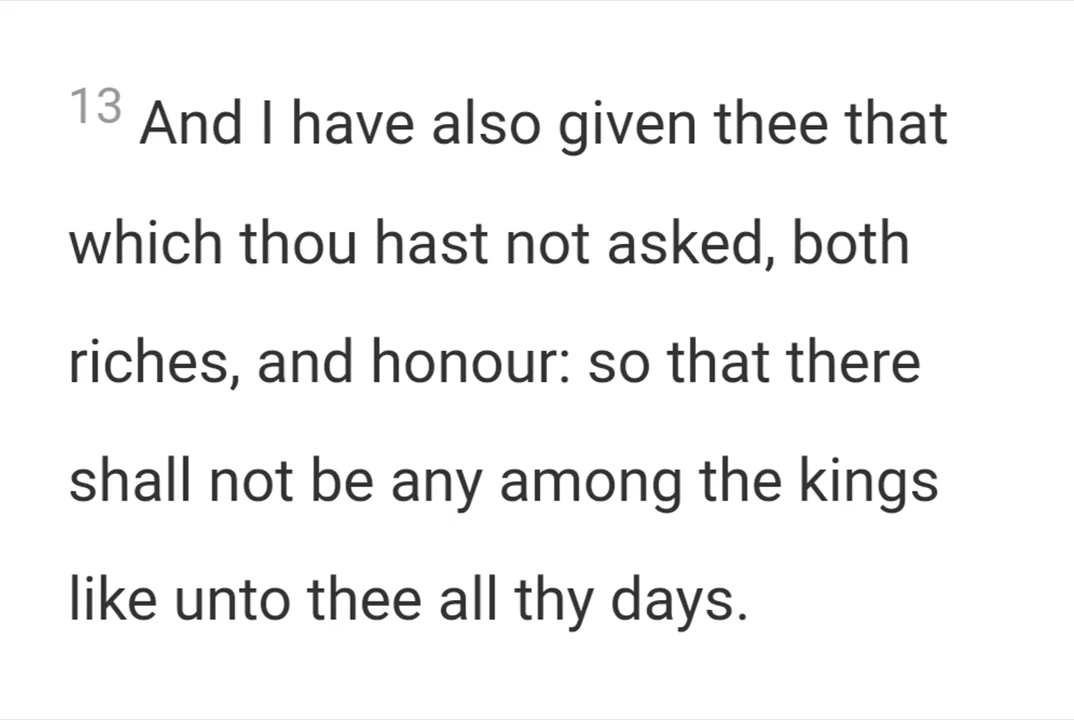 13 And I have also given thee that
which thou hast not asked, both
riches, and honour: so that there
shall not be any among the kings
like unto thee all thy days.